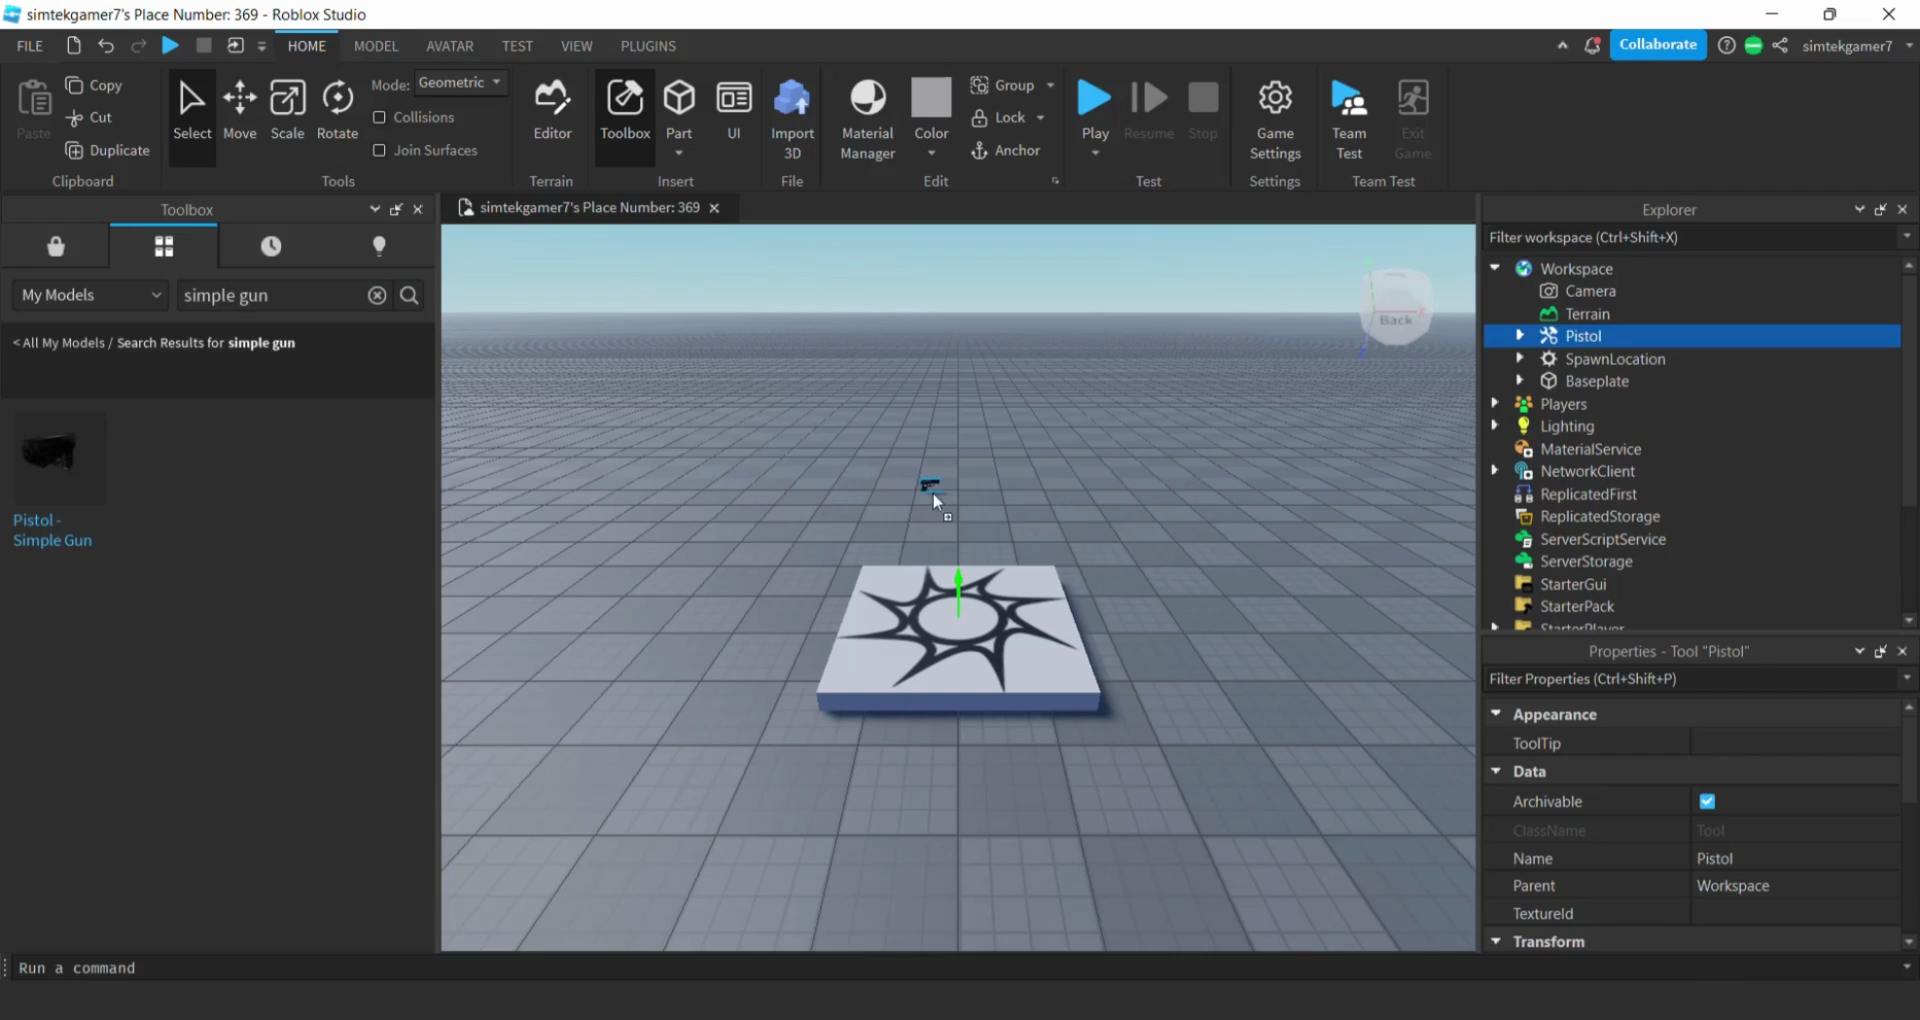 simtekgamer7's Place Number: 369 - Roblox Studio
FILE HOME MODEL AVATAR TEST VIEW PLUGINS Collaborate simtekgamer7
Paste
Copy
Cut
Duplicate
Clipboard
Select Move Scale Rotate
Mode: Geometric
Collisions
Join Surfaces
Tools
Editor
Terrain
Toolbox Part UI
Insert
Import
3D
File
Material
Manager
Color
Group
Lock
Anchor
Edit
Play Resume Stop
Test
Game
Settings
Settings
Team
Test
Exit
Game
Team Test
Toolbox
My Models
simple gun
< All My Models / Search Results for simple gun
Pistol -
Simple Gun
simtekgamer7's Place Number: 369
Back
Explorer
Filter workspace (Ctrl+Shift+X)
Workspace
Camera
Terrain
Pistol
SpawnLocation
Baseplate
Players
Lighting
MaterialService
NetworkClient
ReplicatedFirst
ReplicatedStorage
ServerScriptService
ServerStorage
StarterGui
StarterPack
StarterPlayer
Properties - Tool "Pistol"
Filter Properties (Ctrl+Shift+P)
Appearance
ToolTip
Data
Archivable
ClassName Tool
Name Pistol
Parent Workspace
TextureId
Transform
Run a command